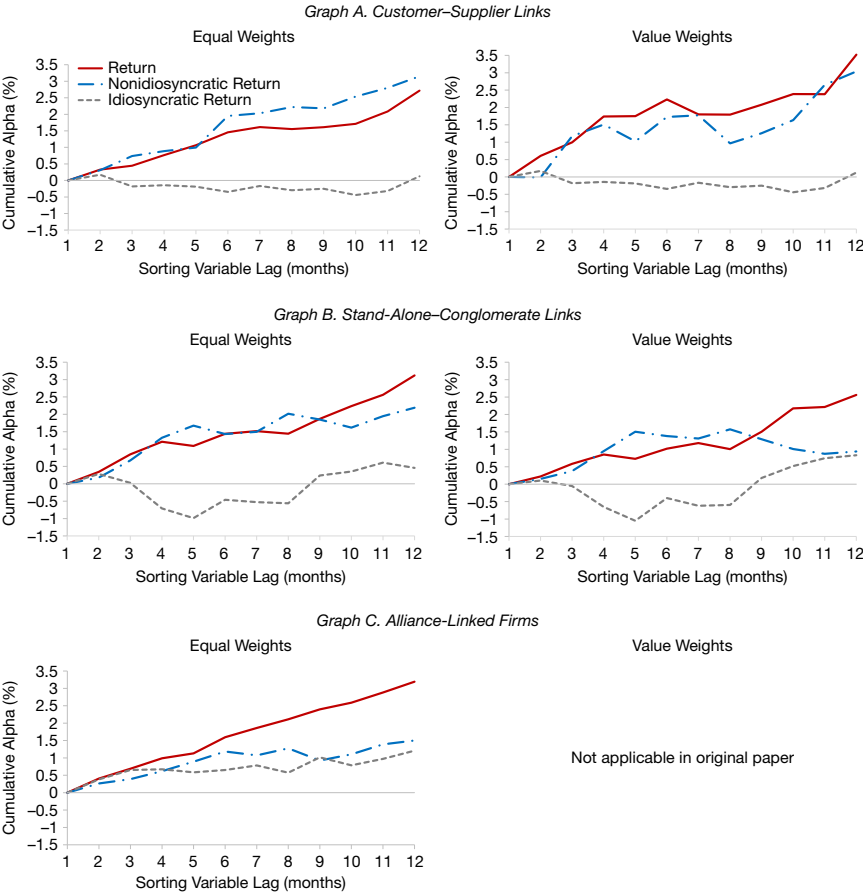 Graph A. Customer–Supplier Links
Equal Weights
Value Weights
Cumulative Alpha (%)
3.5
3
2.5
2
1.5
1
0.5
0
−0.5
−1
−1.5
Return
Nonidiosyncratic Return
Idiosyncratic Return
1 2 3 4 5 6 7 8 9 10 11 12
Sorting Variable Lag (months)
Cumulative Alpha (%)
3.5
3
2.5
2
1.5
1
0.5
0
−0.5
−1
−1.5
1 2 3 4 5 6 7 8 9 10 11 12
Sorting Variable Lag (months)
Graph B. Stand-Alone–Conglomerate Links
Equal Weights
Value Weights
Cumulative Alpha (%)
3.5
3
2.5
2
1.5
1
0.5
0
−0.5
−1
−1.5
1 2 3 4 5 6 7 8 9 10 11 12
Sorting Variable Lag (months)
Cumulative Alpha (%)
3.5
3
2.5
2
1.5
1
0.5
0
−0.5
−1
−1.5
1 2 3 4 5 6 7 8 9 10 11 12
Sorting Variable Lag (months)
Graph C. Alliance-Linked Firms
Equal Weights
Value Weights
Cumulative Alpha (%)
3.5
3
2.5
2
1.5
1
0.5
0
−0.5
−1
−1.5
1 2 3 4 5 6 7 8 9 10 11 12
Sorting Variable Lag (months)
Not applicable in original paper